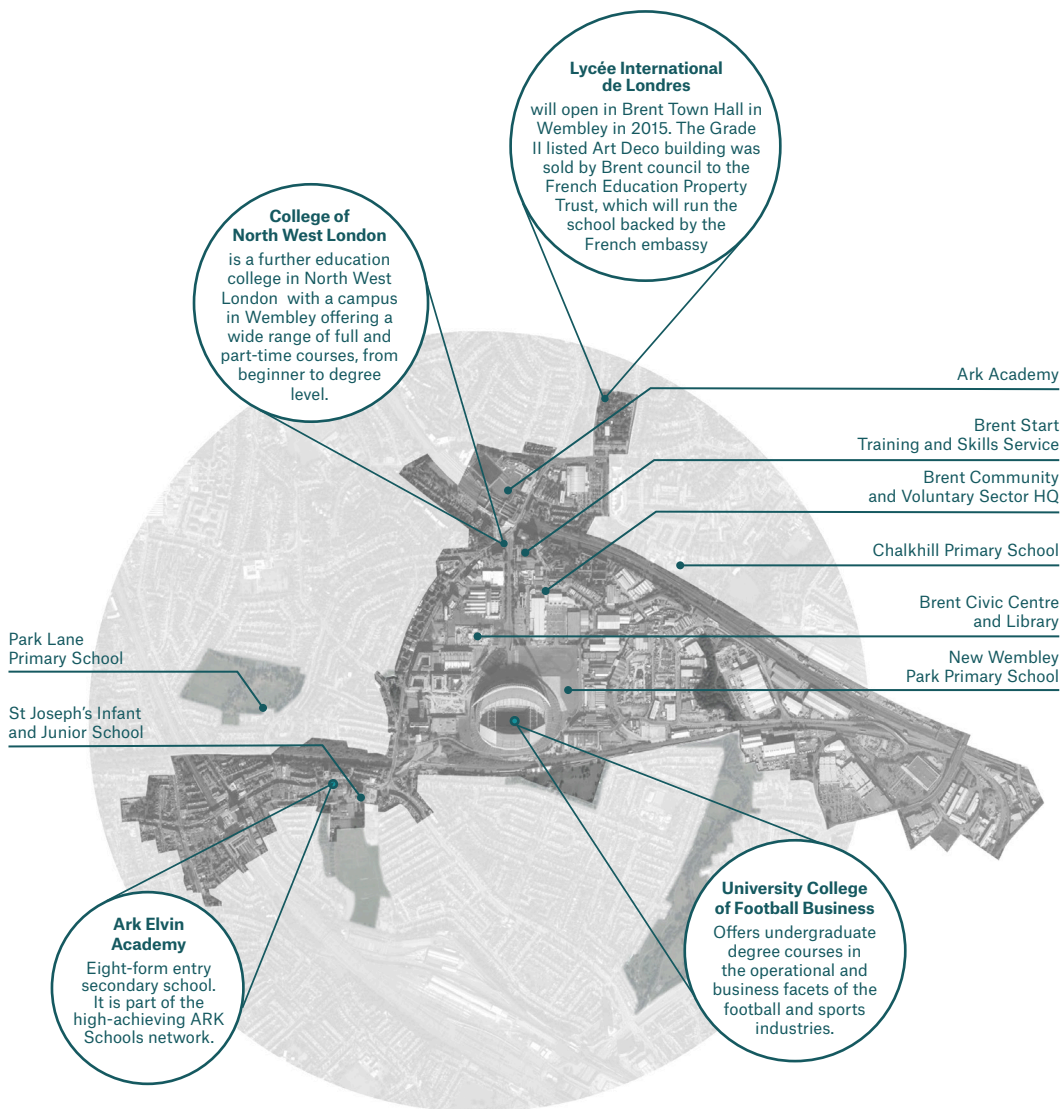 Lycée International
de Londres
will open in Brent Town Hall in
Wembley in 2015. The Grade
II listed Art Deco building was
sold by Brent council to the
French Education Property
Trust, which will run the
school backed by the
French embassy
College of
North West London
is a further education
college in North West
London with a campus
in Wembley offering a
wide range of full and
part-time courses, from
beginner to degree
level.
Ark Academy
Brent Start
Training and Skills Service
Brent Community
and Voluntary Sector HQ
Chalkhill Primary School
Brent Civic Centre
and Library
New Wembley
Park Primary School
Park Lane
Primary School
St Joseph's Infant
and Junior School
Ark Elvin
Academy
Eight-form entry
secondary school.
It is part of the
high-achieving ARK
Schools network.
University College
of Football Business
Offers undergraduate
degree courses in
the operational and
business facets of the
football and sports
industries.